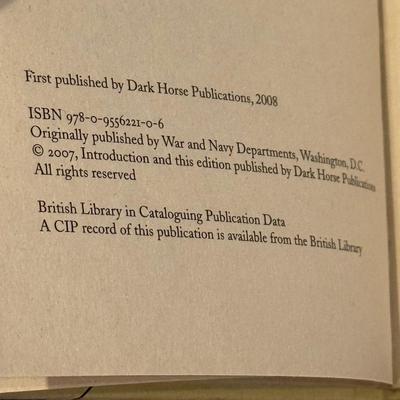 First published by Dark Horse Publications, 2008
ISBN 978-0-9556221-0-6
Originally published by War and Navy Departments, Washington, D.C.
© 2007, Introduction and this edition published by Dark Horse Publications
All rights reserved
British Library in Cataloguing Publication Data
A CIP record of this publication is available from the British Library